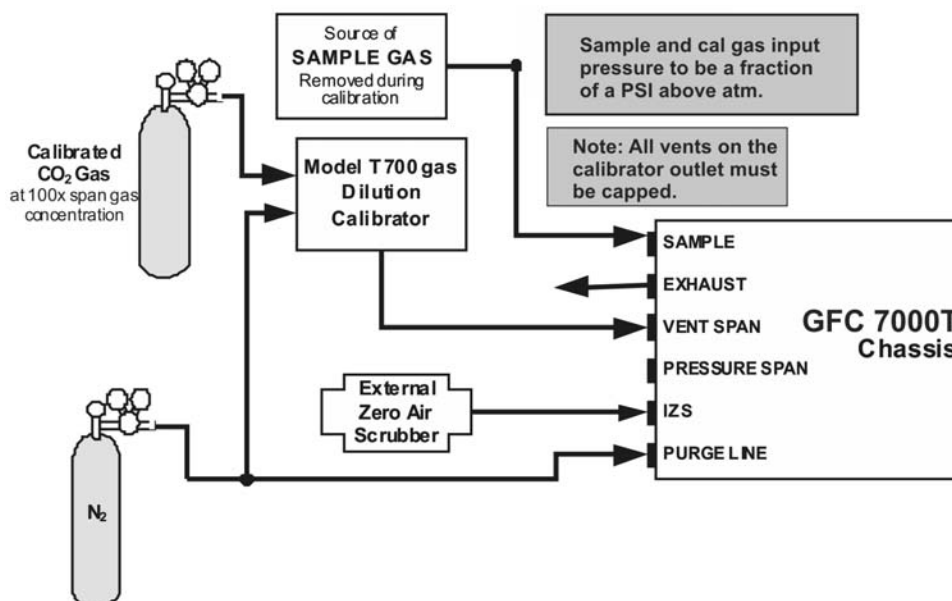 Source of
SAMPLE GAS
Removed during
calibration
Sample and cal gas input
pressure to be a fraction
of a PSI above atm.
Calibrated
CO₂ Gas
at 100x span gas
concentration
Model T700 gas
Dilution
Calibrator
Note: All vents on the
calibrator outlet must
be capped.
SAMPLE
EXHAUST
VENT SPAN
PRESSURE SPAN
IZS
PURGE LINE
GFC 7000T
Chassis
External
Zero Air
Scrubber
N₂